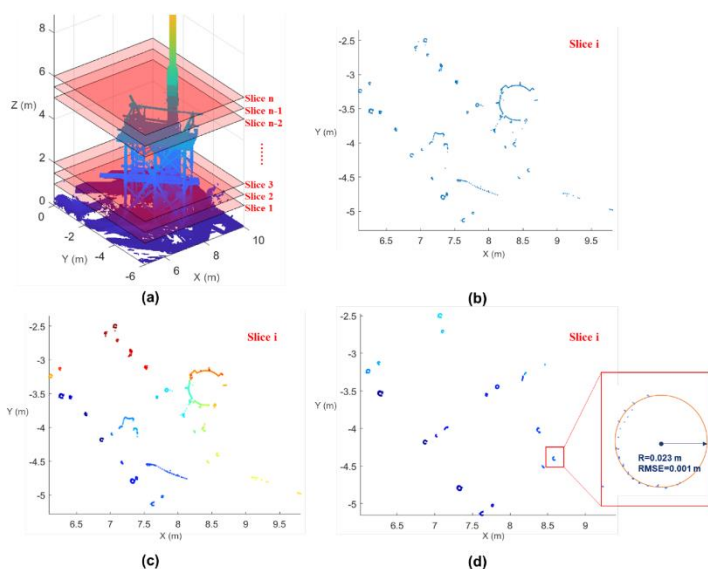 8
6
Z (m)
4
2
0
0
-2
Y (m)
-4
-6
6
8
10
X (m)
Slice n
Slice n-1
Slice n-2
Slice 3
Slice 2
Slice 1
(a)
Slice i
-2.5
-3
-3.5
Y (m)
-4
-4.5
-5
6.5 7 7.5 8 8.5 9 9.5
X (m)
(b)
Slice i
-2.5
-3
-3.5
Y (m)
-4
-4.5
-5
6.5 7 7.5 8 8.5 9 9.5
X (m)
(c)
Slice i
-2.5
-3
-3.5
Y (m)
-4
-4.5
-5
6.5 7 7.5 8 8.5 9 9.5
X (m)
R=0.023 m
RMSE=0.001 m
(d)